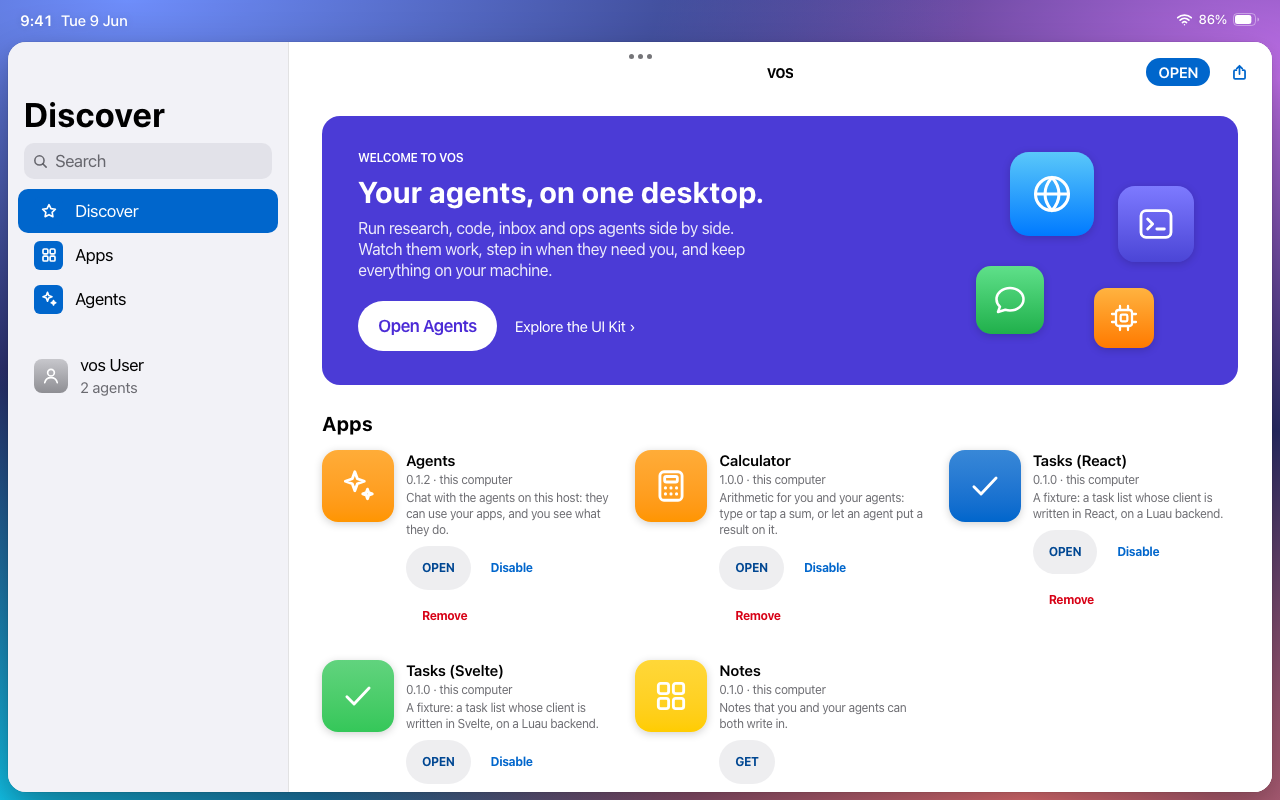 9:41 Tue 9 Jun
86%
Discover
Search
Discover
Apps
Agents
vos User
2 agents
VOS
OPEN
WELCOME TO VOS
Your agents, on one desktop.
Run research, code, inbox and ops agents side by side.
Watch them work, step in when they need you, and keep
everything on your machine.
Open Agents
Explore the UI Kit ›
Apps
Agents
0.1.2 · this computer
Chat with the agents on this host: they
can use your apps, and you see what
they do.
OPEN
Disable
Remove
Calculator
1.0.0 · this computer
Arithmetic for you and your agents:
type or tap a sum, or let an agent put a
result on it.
OPEN
Disable
Remove
Tasks (React)
0.1.0 · this computer
A fixture: a task list whose client is
written in React, on a Luau backend.
OPEN
Disable
Remove
Tasks (Svelte)
0.1.0 · this computer
A fixture: a task list whose client is
written in Svelte, on a Luau backend.
OPEN
Disable
Notes
0.1.0 · this computer
Notes that you and your agents can
both write in.
GET